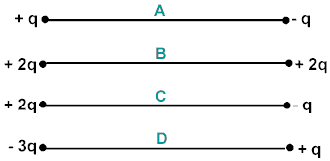 + q A - q
+ 2q B + 2q
+ 2q C - q
- 3q D + q